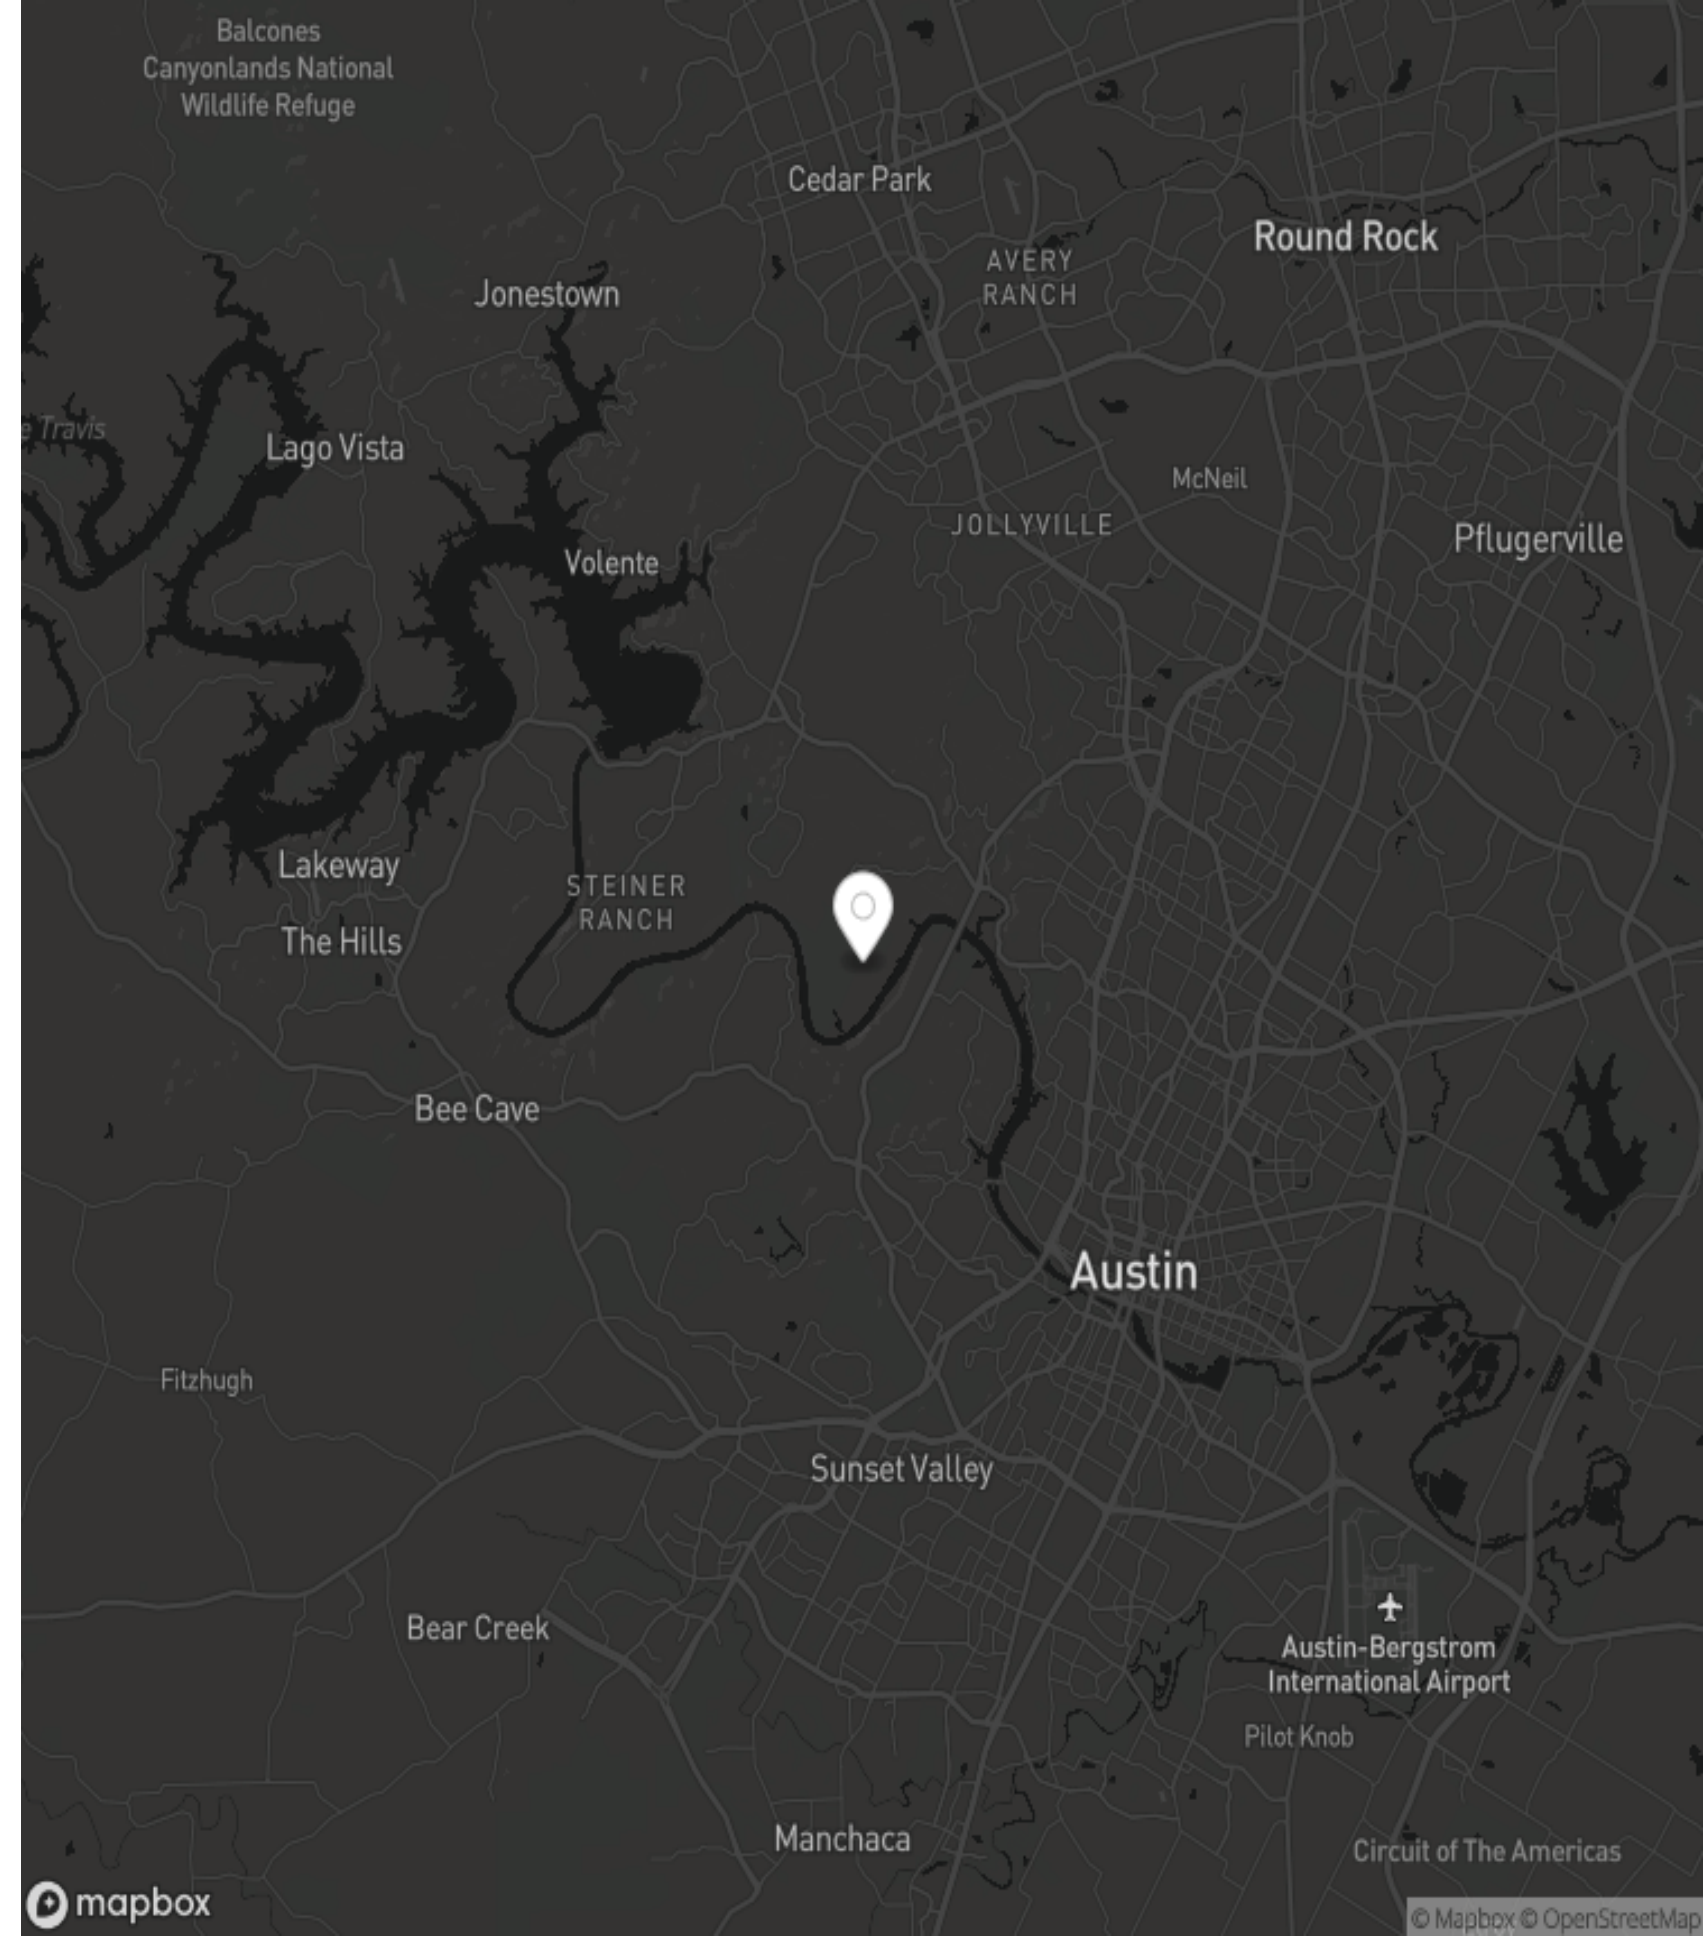 Balcones
Canyonlands National
Wildlife Refuge
Cedar Park
Round Rock
AVERY
RANCH
Jonestown
Travis
Lago Vista
McNeil
JOLLYVILLE
Pflugerville
Volente
Lakeway
STEINER
RANCH
The Hills
Bee Cave
Austin
Fitzhugh
Sunset Valley
Bear Creek
Austin-Bergstrom
International Airport
Pilot Knob
Manchaca
Circuit of The Americas
mapbox
© Mapbox © OpenStreetMap